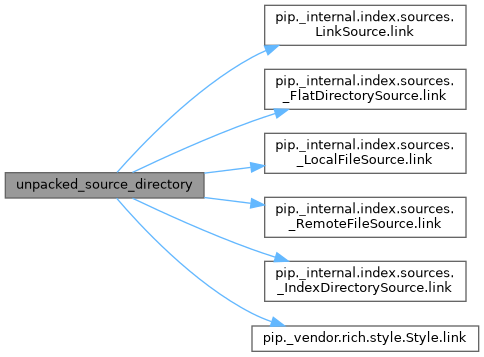 pip._internal.index.sources.
LinkSource.link
pip._internal.index.sources.
_FlatDirectorySource.link
pip._internal.index.sources.
_LocalFileSource.link
unpacked_source_directory
pip._internal.index.sources.
_RemoteFileSource.link
pip._internal.index.sources.
_IndexDirectorySource.link
pip._vendor.rich.style.Style.link